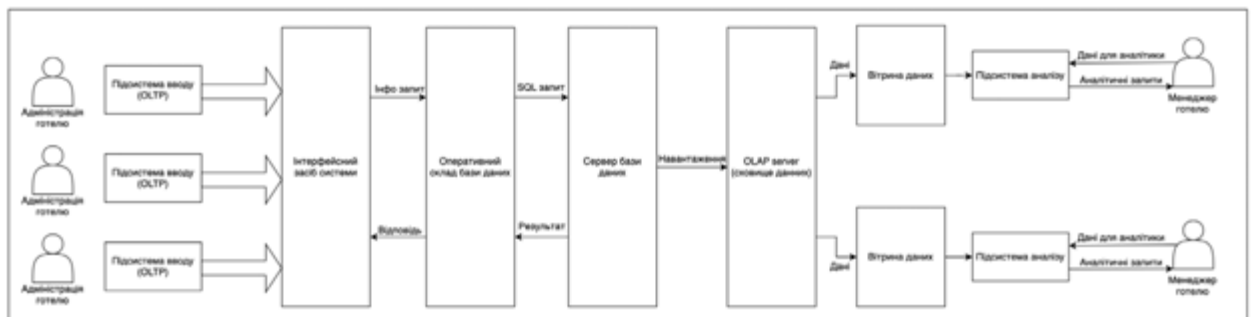 Адміністрація
готелю
Підсистема вводу
(OLTP)
Адміністрація
готелю
Підсистема вводу
(OLTP)
Адміністрація
готелю
Підсистема вводу
(OLTP)
Інтерфейсний
засіб системи
Інфо запит
Відповідь
Оперативний
склад бази даних
SQL запит
Результат
Сервер бази
даних
Навантаження
OLAP server
(сховище данних)
Дані
Вітрина даних
Підсистема аналізу
Дані для аналітики
Аналітичні запити
Менеджер
готелю
Дані
Вітрина даних
Підсистема аналізу
Дані для аналітики
Аналітичні запити
Менеджер
готелю